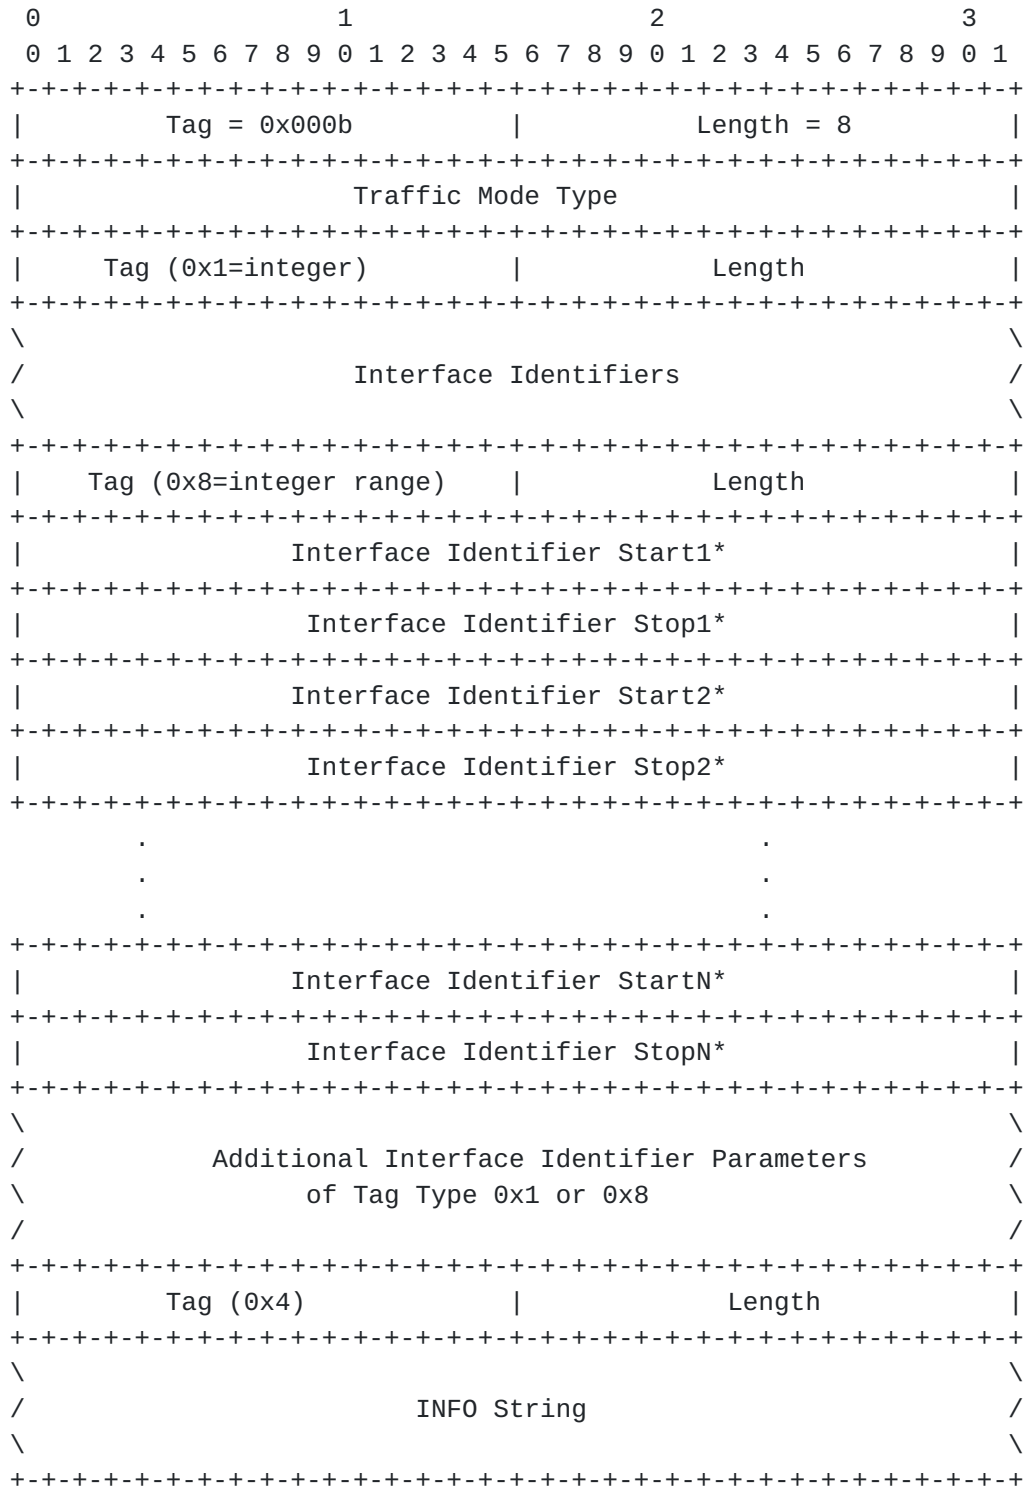 0                   1                   2                   3
 0 1 2 3 4 5 6 7 8 9 0 1 2 3 4 5 6 7 8 9 0 1 2 3 4 5 6 7 8 9 0 1
+-+-+-+-+-+-+-+-+-+-+-+-+-+-+-+-+-+-+-+-+-+-+-+-+-+-+-+-+-+-+-+-+
|         Tag = 0x000b          |           Length = 8          |
+-+-+-+-+-+-+-+-+-+-+-+-+-+-+-+-+-+-+-+-+-+-+-+-+-+-+-+-+-+-+-+-+
|                     Traffic Mode Type                         |
+-+-+-+-+-+-+-+-+-+-+-+-+-+-+-+-+-+-+-+-+-+-+-+-+-+-+-+-+-+-+-+-+
|     Tag (0x1=integer)         |            Length             |
+-+-+-+-+-+-+-+-+-+-+-+-+-+-+-+-+-+-+-+-+-+-+-+-+-+-+-+-+-+-+-+-+
\                                                               \
/                     Interface Identifiers                     /
\                                                               \
+-+-+-+-+-+-+-+-+-+-+-+-+-+-+-+-+-+-+-+-+-+-+-+-+-+-+-+-+-+-+-+-+
|    Tag (0x8=integer range)    |            Length             |
+-+-+-+-+-+-+-+-+-+-+-+-+-+-+-+-+-+-+-+-+-+-+-+-+-+-+-+-+-+-+-+-+
|                 Interface Identifier Start1*                  |
+-+-+-+-+-+-+-+-+-+-+-+-+-+-+-+-+-+-+-+-+-+-+-+-+-+-+-+-+-+-+-+-+
|                  Interface Identifier Stop1*                  |
+-+-+-+-+-+-+-+-+-+-+-+-+-+-+-+-+-+-+-+-+-+-+-+-+-+-+-+-+-+-+-+-+
|                 Interface Identifier Start2*                  |
+-+-+-+-+-+-+-+-+-+-+-+-+-+-+-+-+-+-+-+-+-+-+-+-+-+-+-+-+-+-+-+-+
|                  Interface Identifier Stop2*                  |
+-+-+-+-+-+-+-+-+-+-+-+-+-+-+-+-+-+-+-+-+-+-+-+-+-+-+-+-+-+-+-+-+
        .                                       .
        .                                       .
        .                                       .
+-+-+-+-+-+-+-+-+-+-+-+-+-+-+-+-+-+-+-+-+-+-+-+-+-+-+-+-+-+-+-+-+
|                 Interface Identifier StartN*                  |
+-+-+-+-+-+-+-+-+-+-+-+-+-+-+-+-+-+-+-+-+-+-+-+-+-+-+-+-+-+-+-+-+
|                  Interface Identifier StopN*                  |
+-+-+-+-+-+-+-+-+-+-+-+-+-+-+-+-+-+-+-+-+-+-+-+-+-+-+-+-+-+-+-+-+
\                                                               \
/            Additional Interface Identifier Parameters         /
\                  of Tag Type 0x1 or 0x8                       \
/                                                               /
+-+-+-+-+-+-+-+-+-+-+-+-+-+-+-+-+-+-+-+-+-+-+-+-+-+-+-+-+-+-+-+-+
|         Tag (0x4)             |             Length            |
+-+-+-+-+-+-+-+-+-+-+-+-+-+-+-+-+-+-+-+-+-+-+-+-+-+-+-+-+-+-+-+-+
\                                                               \
/                         INFO String                           /
\                                                               \
+-+-+-+-+-+-+-+-+-+-+-+-+-+-+-+-+-+-+-+-+-+-+-+-+-+-+-+-+-+-+-+-+